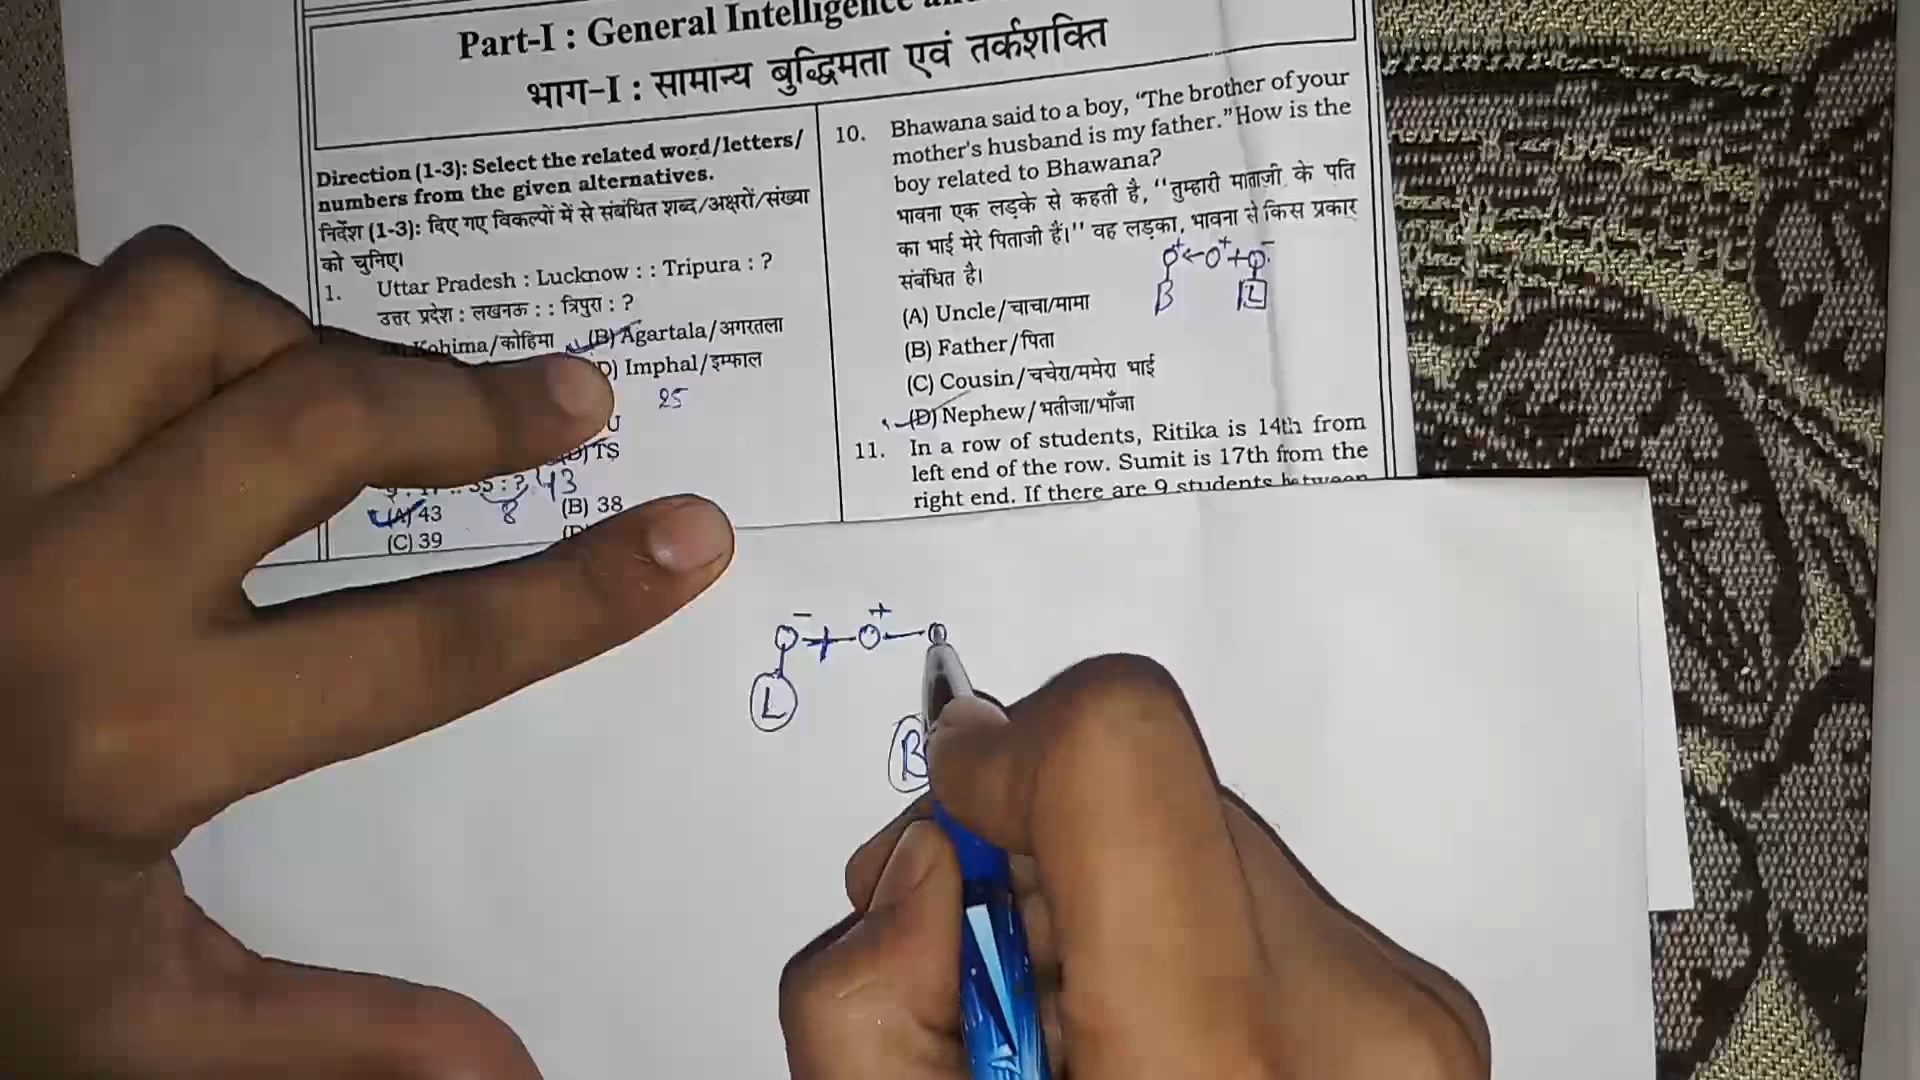 Part-I : General Intelligence
भाग-I : सामान्य बुद्धिमता एवं तर्कशक्ति
Direction (1-3): Select the related word/letters/
numbers from the given alternatives.
निर्देश (1-3): दिए गए विकल्पों में से संबंधित शब्द/अक्षरों/संख्या
को चुनिए।
1. Uttar Pradesh : Lucknow : : Tripura : ?
उत्तर प्रदेश : लखनऊ : : त्रिपुरा : ?
Kohima/कोहिमा (B) Agartala/अगरतला
(D) Imphal/इम्फाल
25
U
(D) TS
35 : ? 43
(A) 43 8 (B) 38
(C) 39
10. Bhawana said to a boy, “The brother of your
mother's husband is my father.” How is the
boy related to Bhawana?
भावना एक लड़के से कहती है, ‘‘तुम्हारी माताजी के पति
का भाई मेरे पिताजी हैं।’’ वह लड़का, भावना से किस प्रकार
संबंधित है।
+ + -
B L
(A) Uncle/चाचा/मामा
(B) Father/पिता
(C) Cousin/चचेरा/ममेरा भाई
(D) Nephew/भतीजा/भाँजा
11. In a row of students, Ritika is 14th from
left end of the row. Sumit is 17th from the
right end. If there are 9 students between
- +
L
B